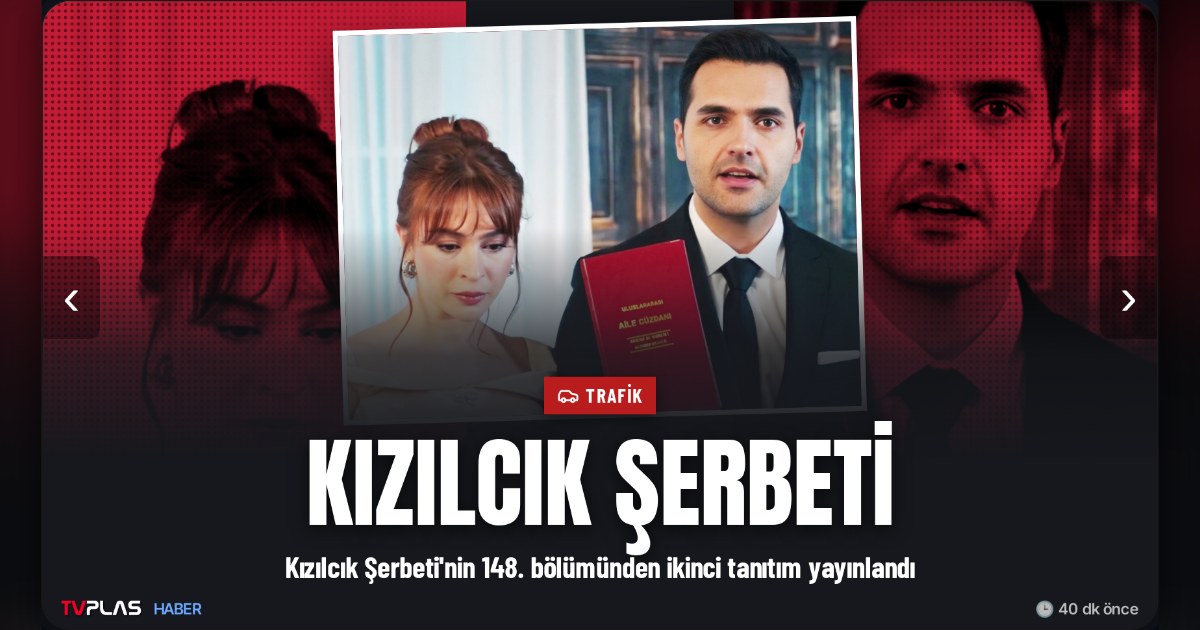 ULUSLARARASI
AİLE CÜZDANI
TRAFİK
KIZILCIK ŞERBETİ
Kızılcık Şerbeti'nin 148. bölümünden ikinci tanıtım yayınlandı
TVPLAS HABER
40 dk önce